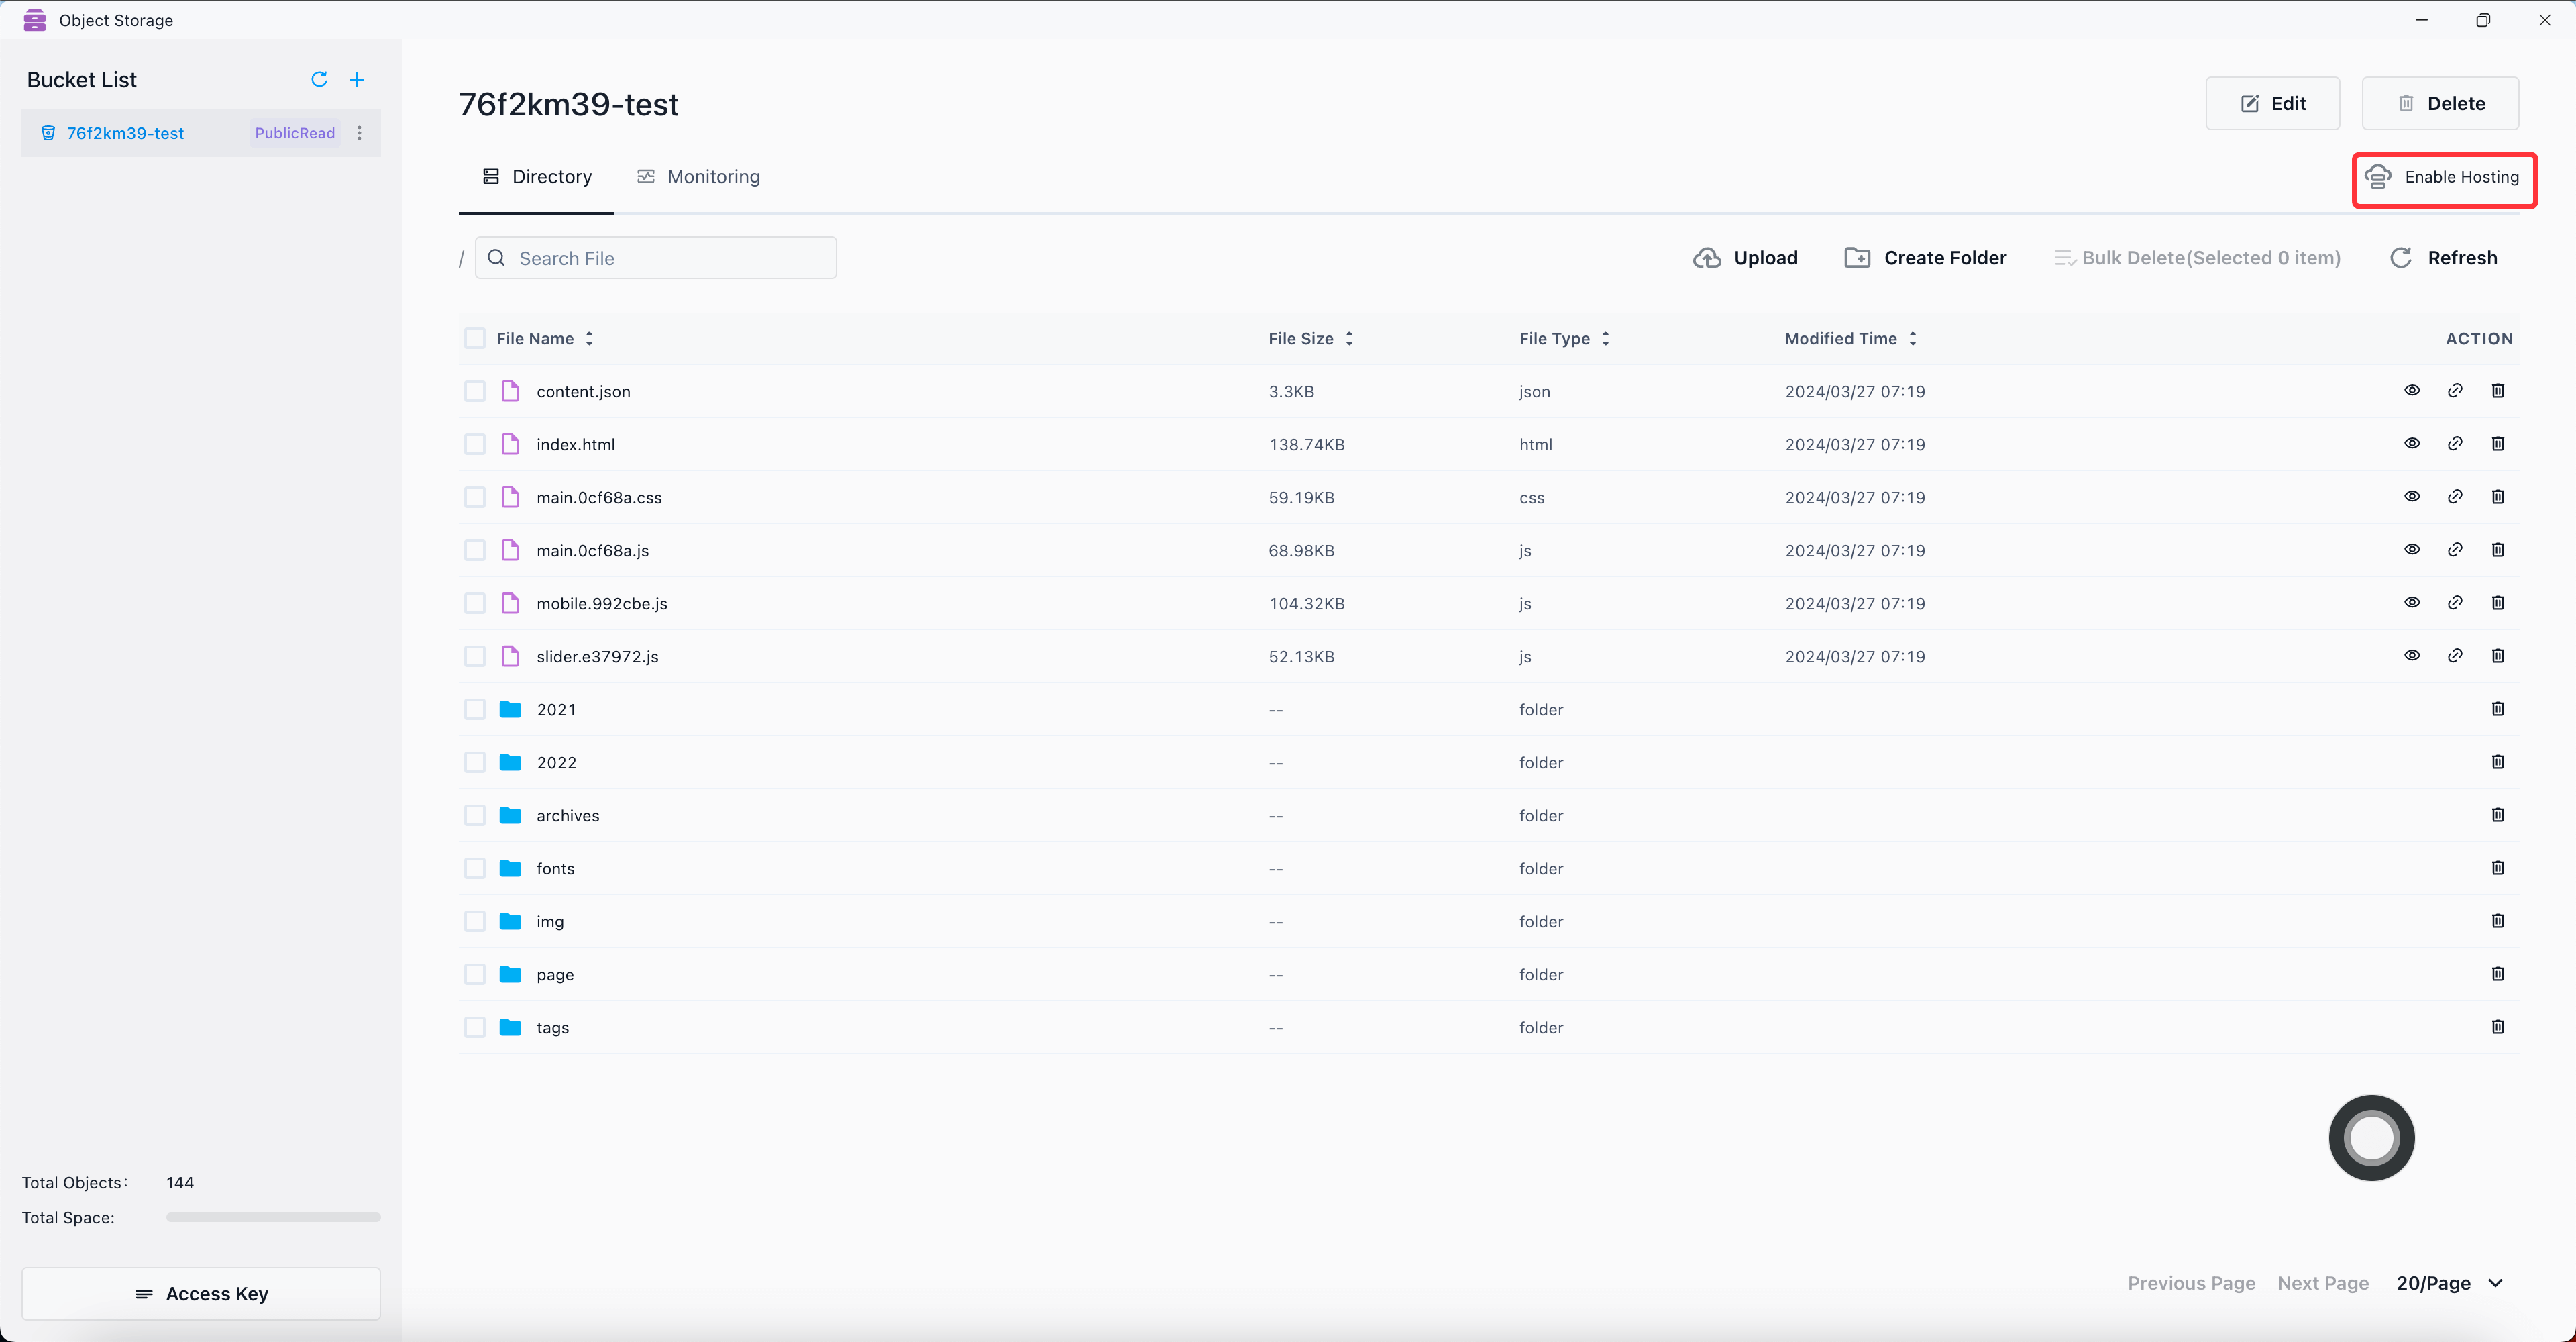 Object Storage
Bucket List
76f2km39-test PublicRead
Total Objects: 144
Total Space:
Access Key
76f2km39-test
Edit Delete
Directory Monitoring Enable Hosting
/ Search File Upload Create Folder Bulk Delete(Selected 0 item) Refresh
File Name File Size File Type Modified Time ACTION
content.json 3.3KB json 2024/03/27 07:19
index.html 138.74KB html 2024/03/27 07:19
main.0cf68a.css 59.19KB css 2024/03/27 07:19
main.0cf68a.js 68.98KB js 2024/03/27 07:19
mobile.992cbe.js 104.32KB js 2024/03/27 07:19
slider.e37972.js 52.13KB js 2024/03/27 07:19
2021 -- folder
2022 -- folder
archives -- folder
fonts -- folder
img -- folder
page -- folder
tags -- folder
Previous Page Next Page 20/Page